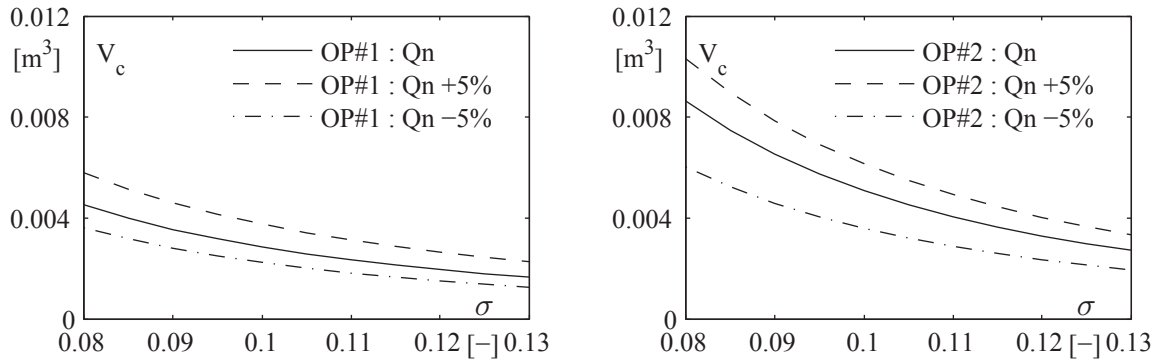 0.012
[m³]
V_c
OP#1 : Qn
OP#1 : Qn +5%
OP#1 : Qn −5%
0.008
0.004
0
σ
0.08 0.09 0.1 0.11 0.12 [−] 0.13
0.012
[m³]
V_c
OP#2 : Qn
OP#2 : Qn +5%
OP#2 : Qn −5%
0.008
0.004
0
σ
0.08 0.09 0.1 0.11 0.12 [−] 0.13